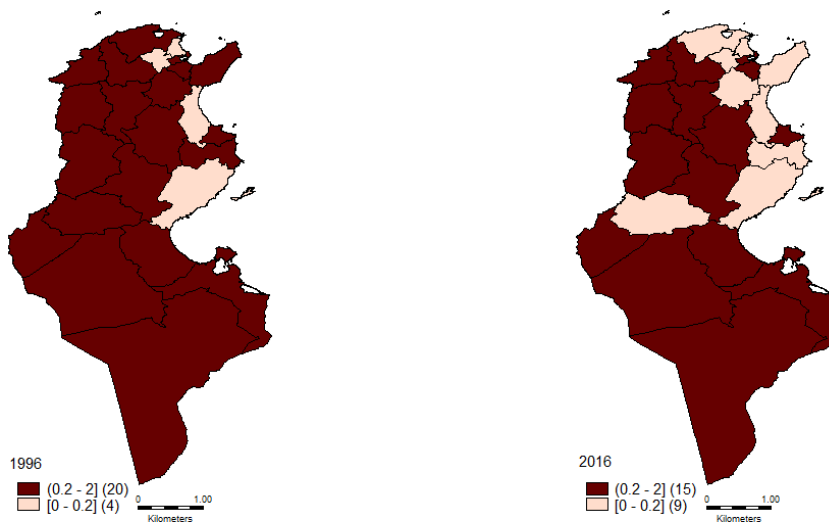 1996
(0.2 - 2] (20)
[0 - 0.2] (4)
0 1.00
Kilometers
2016
(0.2 - 2] (15)
[0 - 0.2] (9)
0 1.00
Kilometers